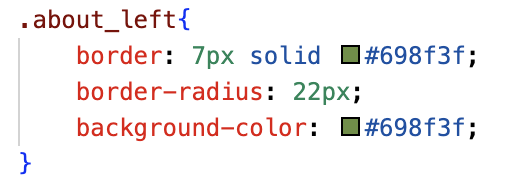 .about_left{
    border: 7px solid #698f3f;
    border-radius: 22px;
    background-color: #698f3f;
}